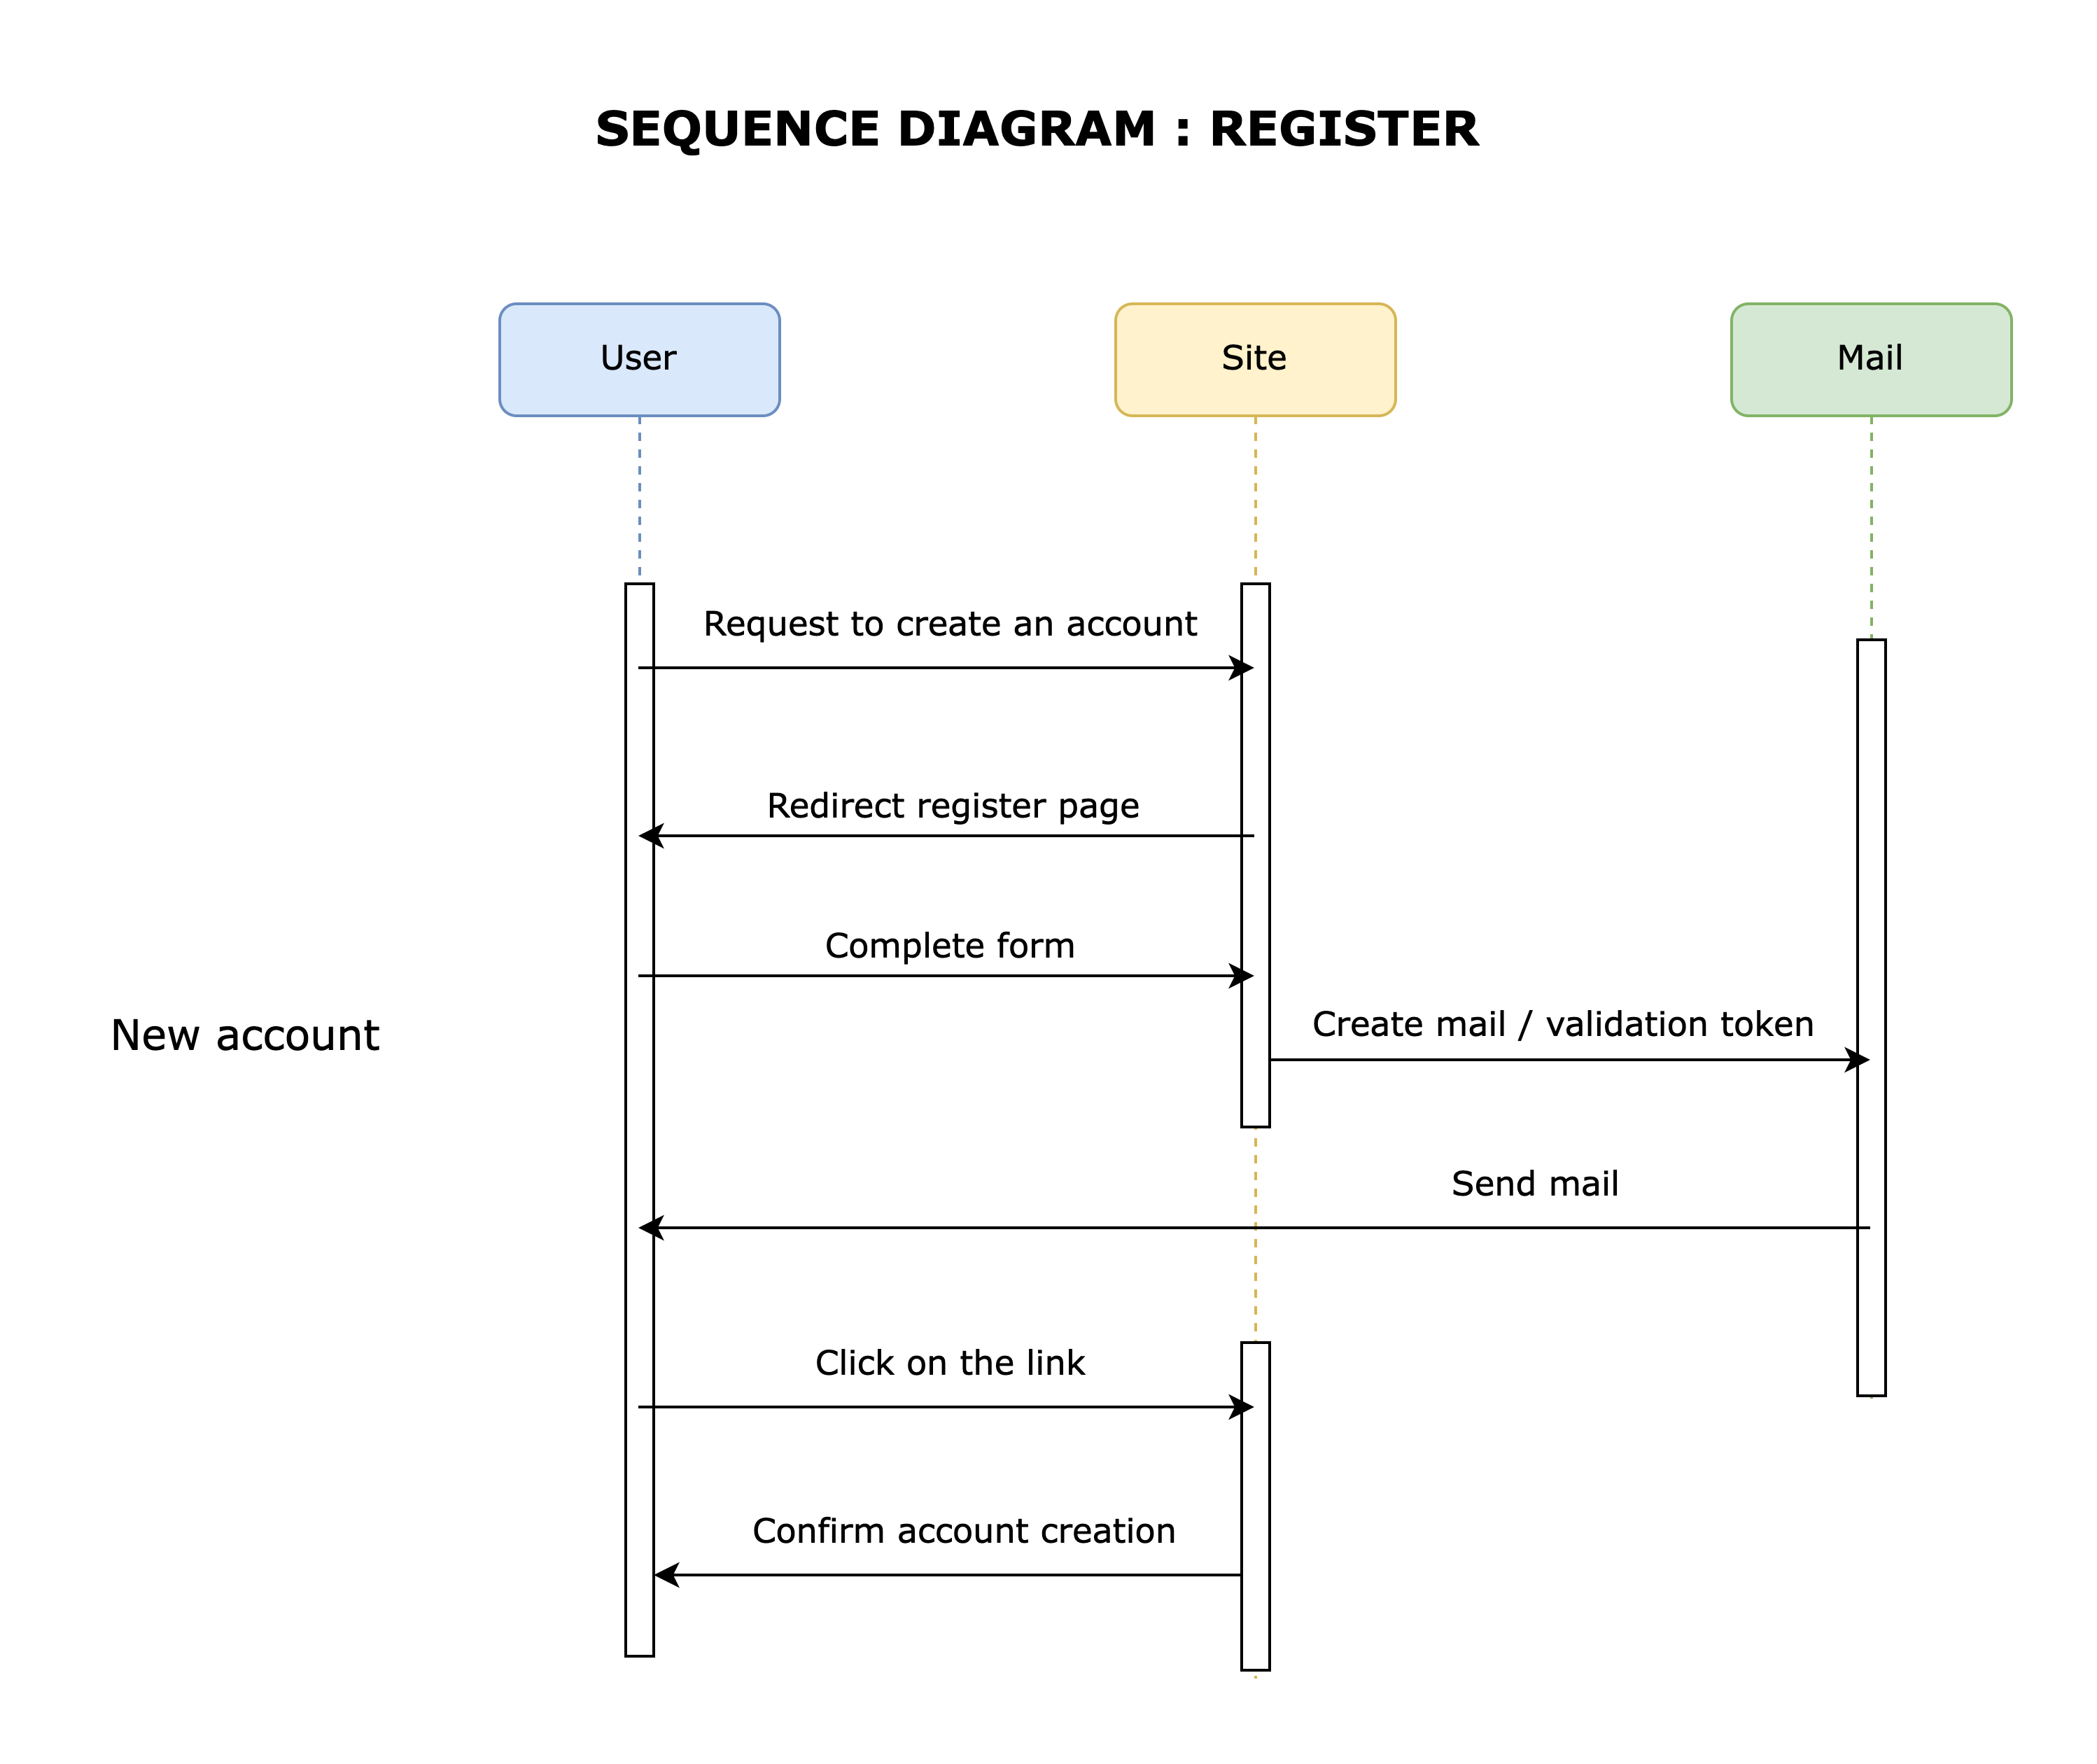 SEQUENCE DIAGRAM : REGISTER
User
Site
Mail
Request to create an account
Redirect register page
Complete form
New account
Create mail / validation token
Send mail
Click on the link
Confirm account creation